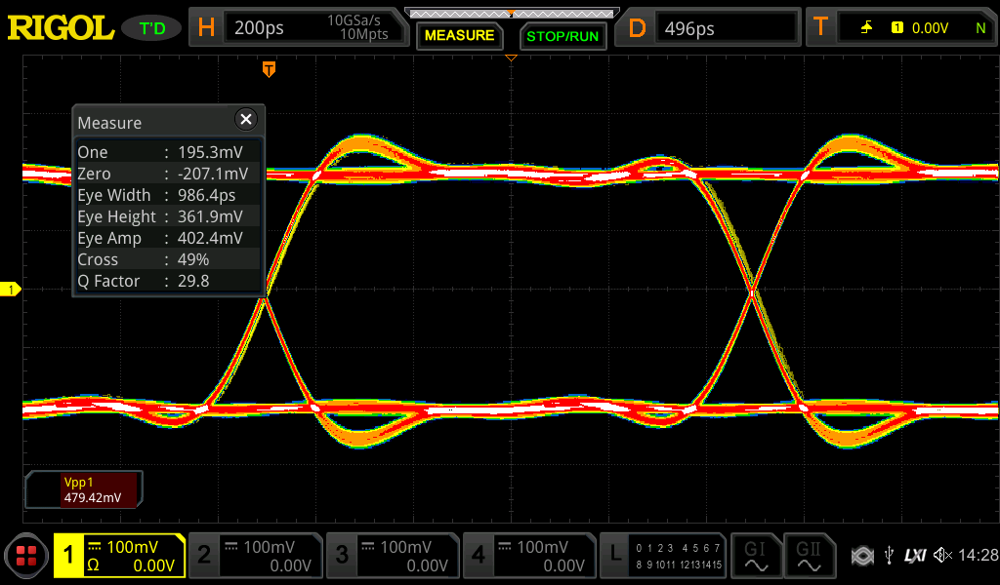 RIGOL T'D H 200ps 10GSa/s D 496ps T 1 0.00V N
10Mpts
MEASURE STOP/RUN
T
Measure
One : 195.3mV
Zero : -207.1mV
Eye Width : 986.4ps
Eye Height : 361.9mV
Eye Amp : 402.4mV
Cross : 49%
Q Factor : 29.8
1
Vpp1
479.42mV
1 100mV 2 100mV 3 100mV 4 100mV L 0 1 2 3 4 5 6 7 GI GII LXI 14:28
Ω 0.00V 0.00V 0.00V 0.00V 8 9 10 11 12 13 14 15